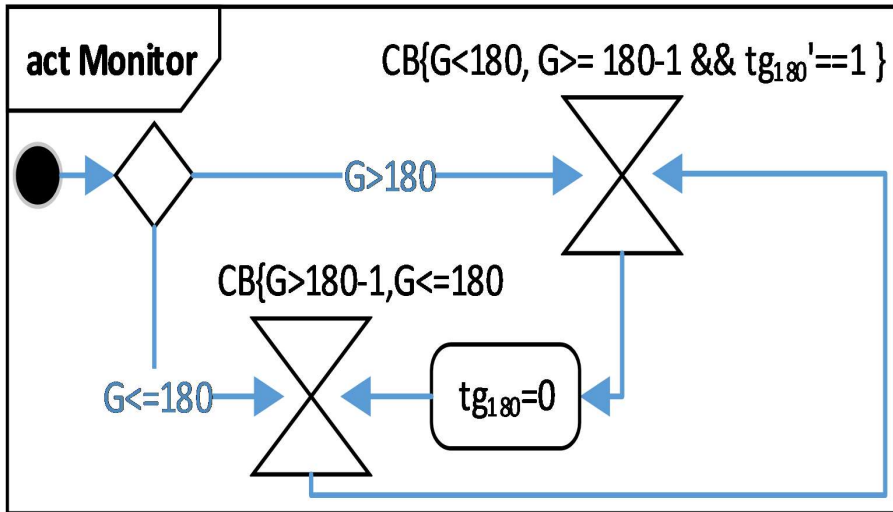 act Monitor
CB{G<180, G>= 180-1 && tg₁₈₀'==1 }
G>180
CB{G>180-1,G<=180
G<=180
tg₁₈₀=0